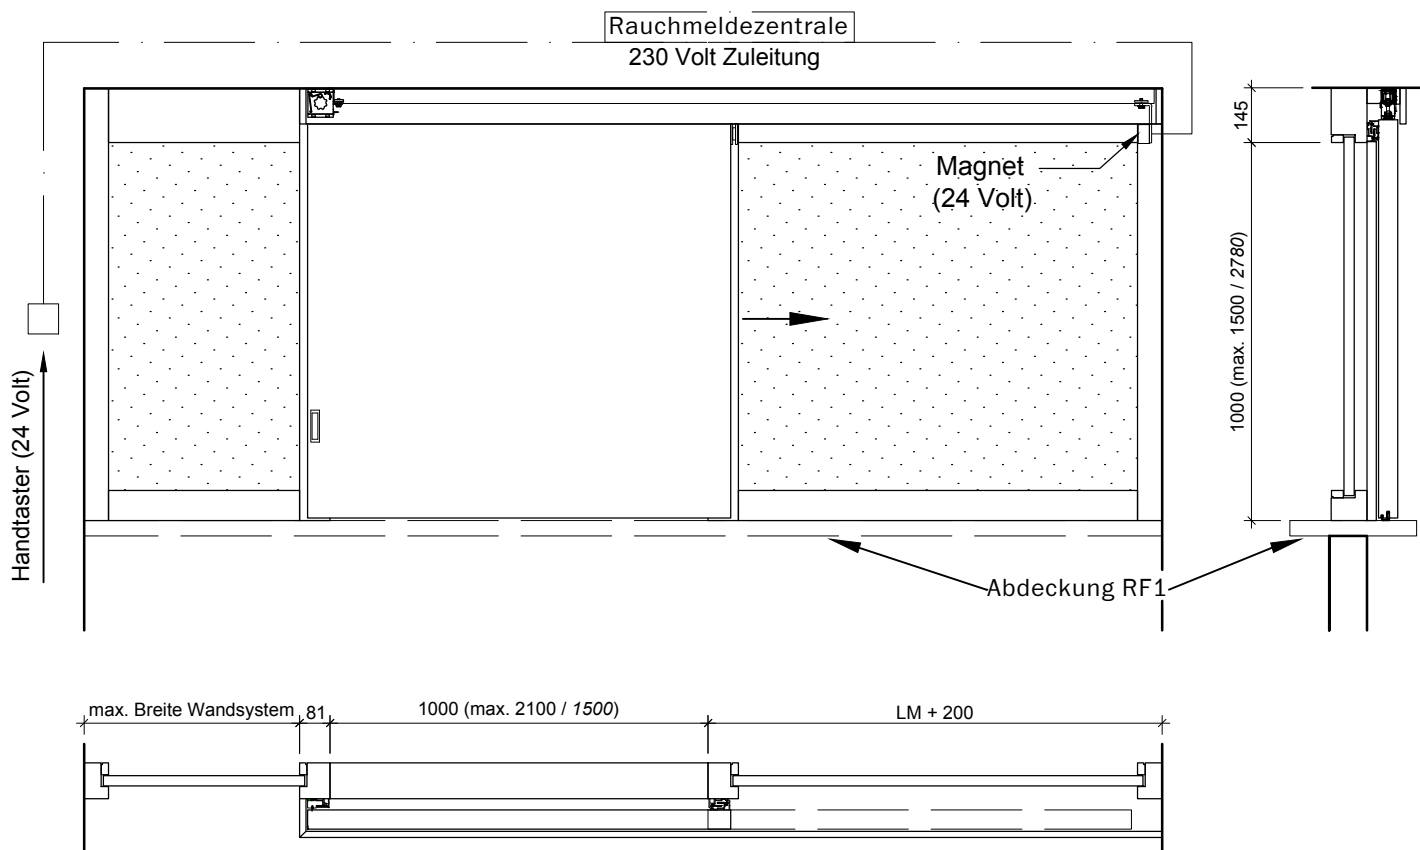 Rauchmeldezentrale
230 Volt Zuleitung
145
Magnet
(24 Volt)
1000 (max. 1500 / 2780)
Handtaster (24 Volt)
Abdeckung RF1
max. Breite Wandsystem
81
1000 (max. 2100 / 1500)
LM + 200